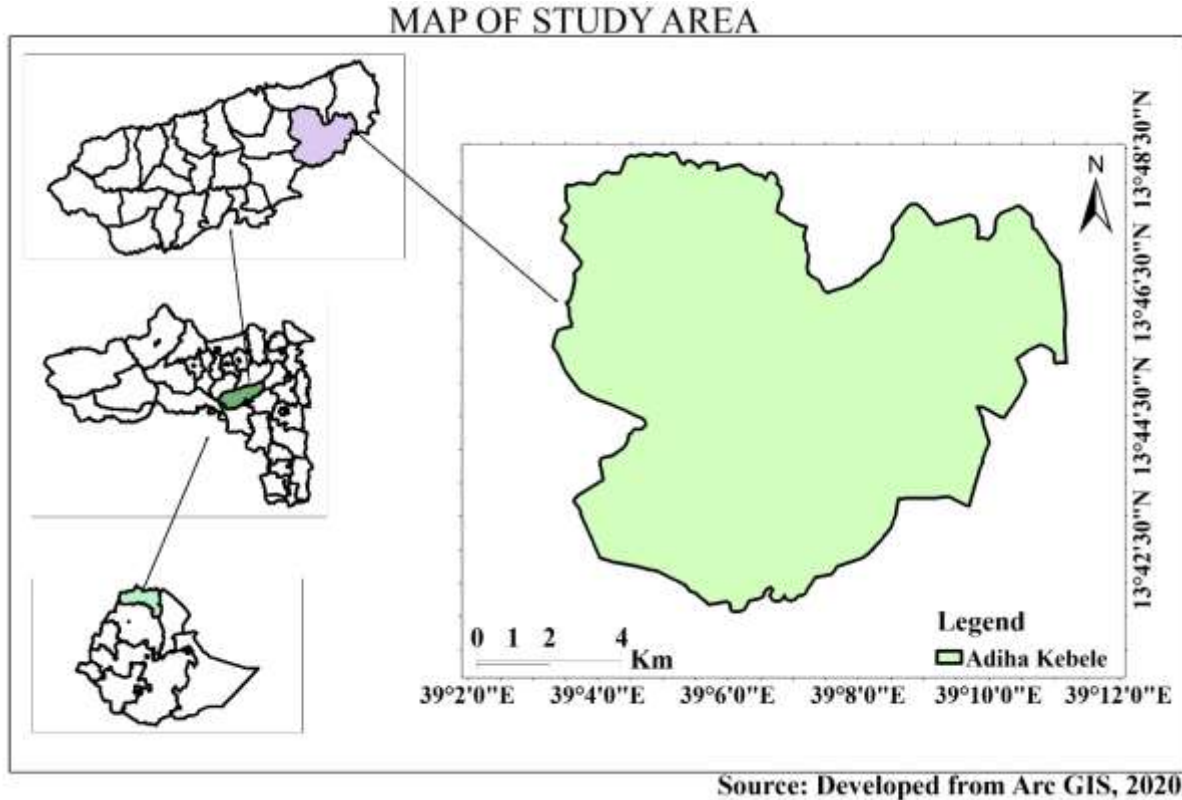 MAP OF STUDY AREA
N
13°48'30"N
13°46'30"N
13°44'30"N
13°42'30"N
0 1 2 4
Km
Legend
Adiha Kebele
39°2'0"E 39°4'0"E 39°6'0"E 39°8'0"E 39°10'0"E 39°12'0"E
Source: Developed from Arc GIS, 2020